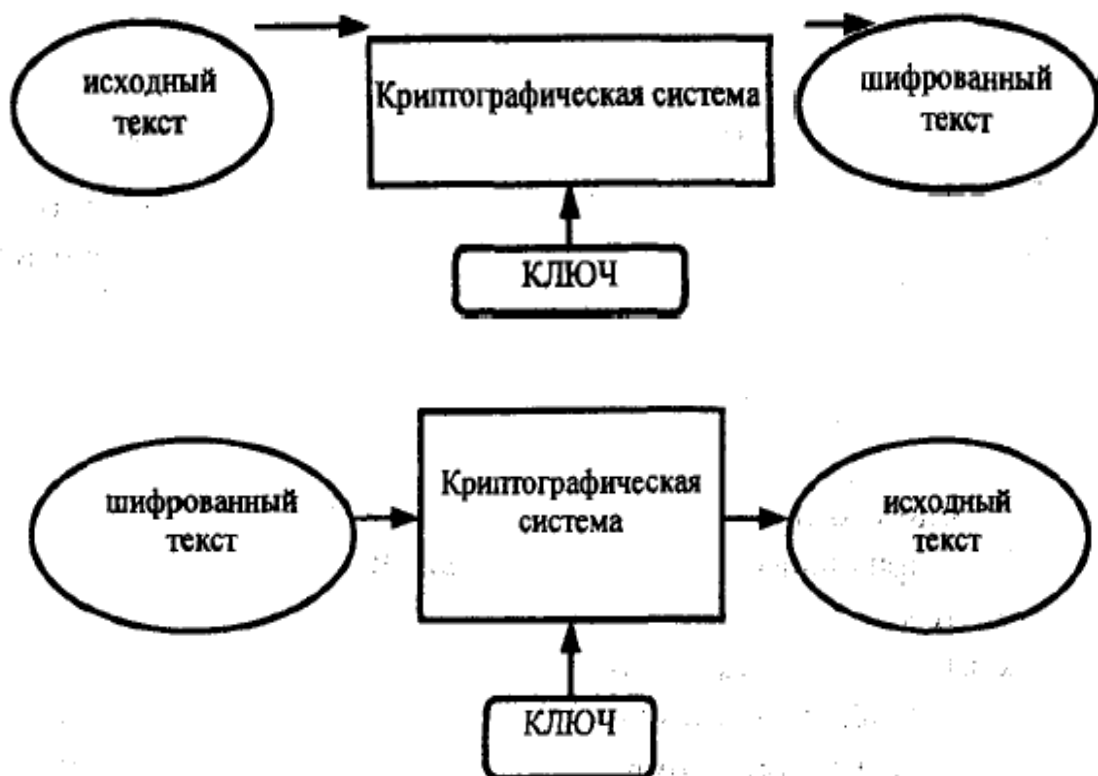 исходный
текст
Криптографическая система
шифрованный
текст
КЛЮЧ
шифрованный
текст
Криптографическая
система
исходный
текст
КЛЮЧ